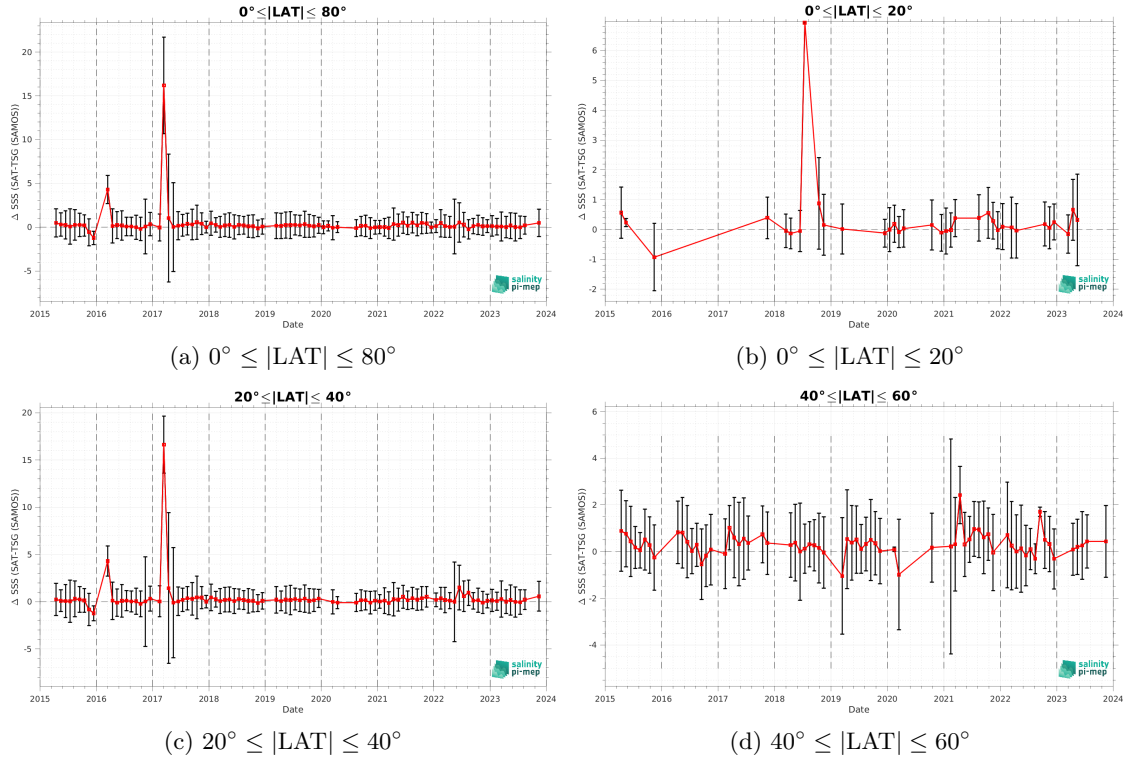 0°≤|LAT|≤ 80°
Δ SSS (SAT-TSG (SAMOS))
20
15
10
5
0
-5
2015 2016 2017 2018 2019 2020 2021 2022 2023 2024
Date
salinity
pi-mep
(a) 0° ≤ |LAT| ≤ 80°
0°≤|LAT|≤ 20°
Δ SSS (SAT-TSG (SAMOS))
6
5
4
3
2
1
0
-1
-2
2015 2016 2017 2018 2019 2020 2021 2022 2023 2024
Date
salinity
pi-mep
(b) 0° ≤ |LAT| ≤ 20°
20°≤|LAT|≤ 40°
Δ SSS (SAT-TSG (SAMOS))
20
15
10
5
0
-5
2015 2016 2017 2018 2019 2020 2021 2022 2023 2024
Date
salinity
pi-mep
(c) 20° ≤ |LAT| ≤ 40°
40°≤|LAT|≤ 60°
Δ SSS (SAT-TSG (SAMOS))
6
4
2
0
-2
-4
2015 2016 2017 2018 2019 2020 2021 2022 2023 2024
Date
salinity
pi-mep
(d) 40° ≤ |LAT| ≤ 60°